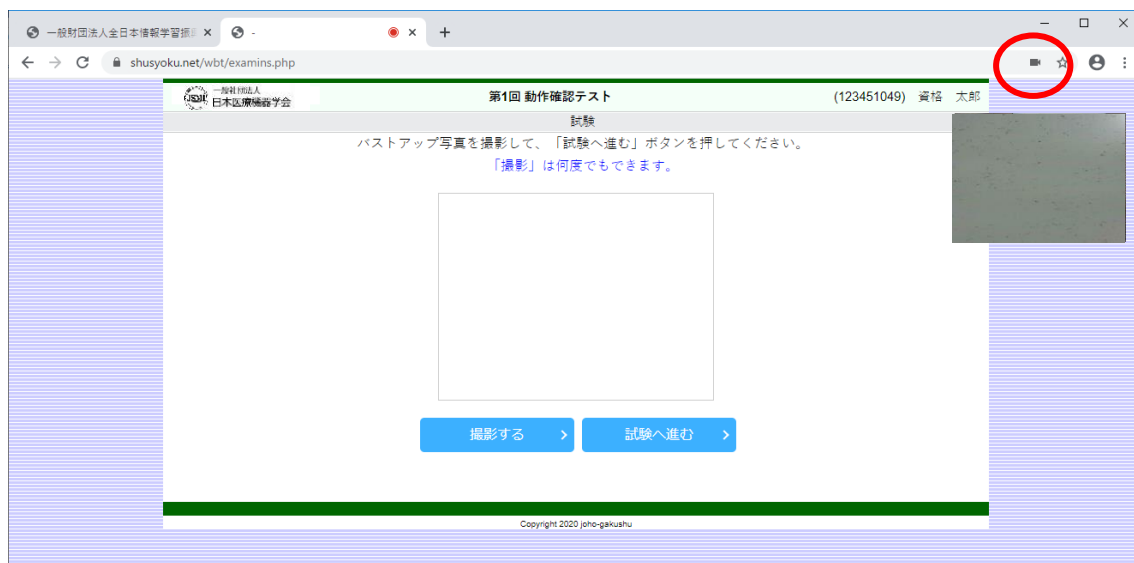 一般財団法人全日本情報学習振
-
shusyoku.net/wbt/examins.php
一般社団法人
日本医療機器学会
第1回 動作確認テスト
(123451049) 資格 太郎
試験
バストアップ写真を撮影して、「試験へ進む」ボタンを押してください。
「撮影」は何度でもできます。
撮影する
試験へ進む
Copyright 2020 joho-gakushu